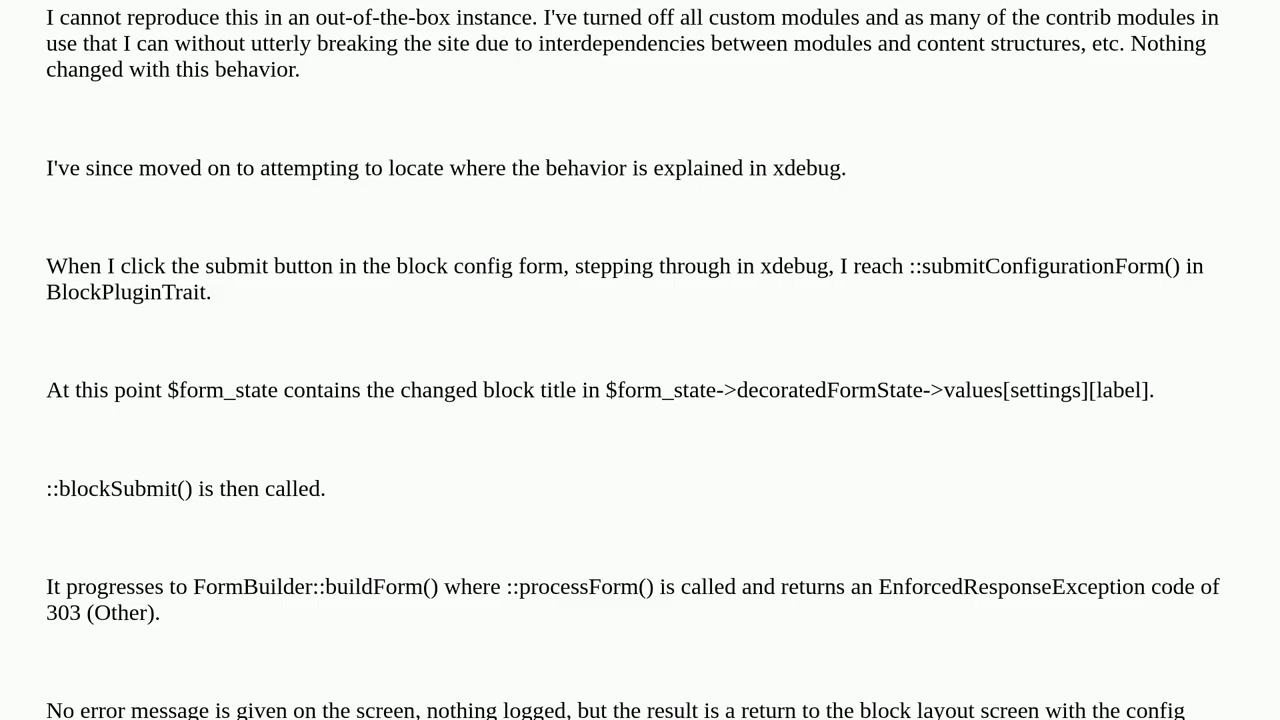 I cannot reproduce this in an out-of-the-box instance. I've turned off all custom modules and as many of the contrib modules in
use that I can without utterly breaking the site due to interdependencies between modules and content structures, etc. Nothing
changed with this behavior.
I've since moved on to attempting to locate where the behavior is explained in xdebug.
When I click the submit button in the block config form, stepping through in xdebug, I reach ::submitConfigurationForm() in
BlockPluginTrait.
At this point $form_state contains the changed block title in $form_state->decoratedFormState->values[settings][label].
::blockSubmit() is then called.
It progresses to FormBuilder::buildForm() where ::processForm() is called and returns an EnforcedResponseException code of
303 (Other).
No error message is given on the screen, nothing logged, but the result is a return to the block layout screen with the config